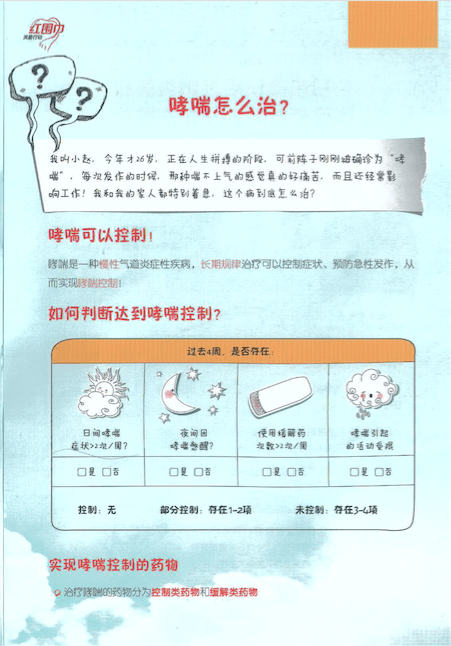 红围巾
关爱行动
?
?
哮喘怎么治?
我叫小赵，今年才26岁，正在人生拼搏的阶段，可前阵子刚刚被确诊为“哮
喘”，每次发作的时候，那种喘不上气的感觉真的好痛苦，而且还经常影
响工作！我和我的家人都特别着急，这个病到底怎么治？
哮喘可以控制！
哮喘是一种慢性气道炎症性疾病，长期规律治疗可以控制症状、预防急性发作，从
而实现哮喘控制！
如何判断达到哮喘控制?
过去4周，是否存在：
日间哮喘
症状>2次/周?
夜间因
哮喘憋醒?
使用缓解药
次数>2次/周
哮喘引起
的活动受限
□是 □否
□是 □否
□是 □否
□是 □否
控制：无 部分控制：存在1-2项 未控制：存在3-4项
实现哮喘控制的药物
治疗哮喘的药物分为控制类药物和缓解类药物